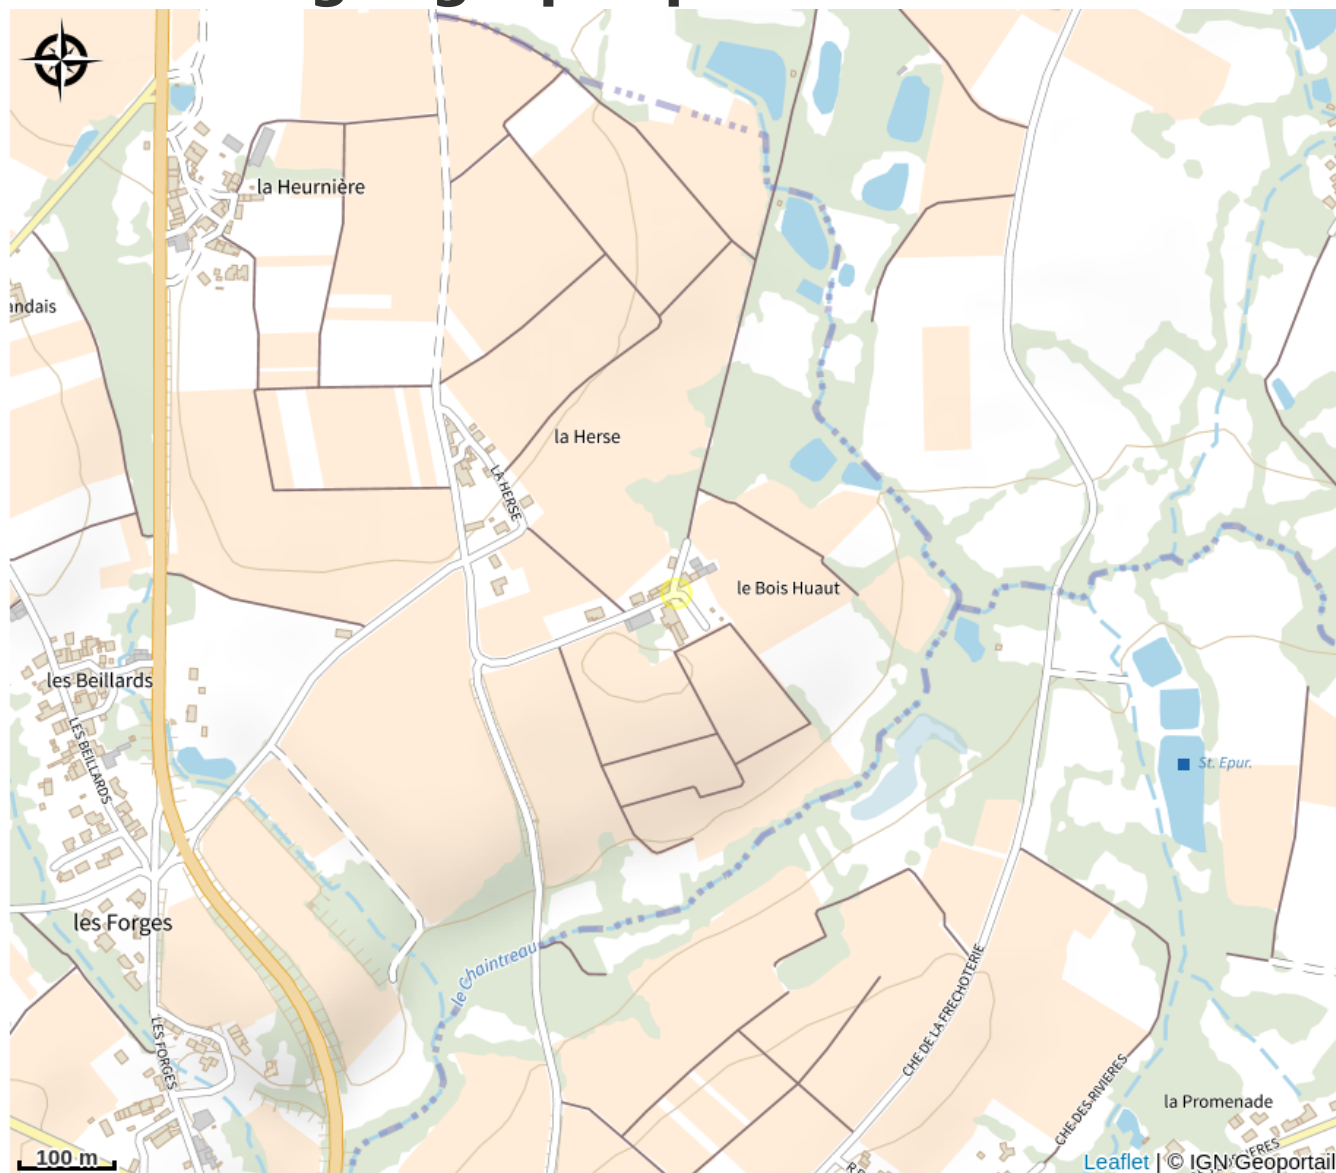 la Heurnière
andais
la Herse
LA HERSE
le Bois Huaut
les Beillards
LES BEILLARDS
St. Epur.
les Forges
le Chaintreau
CHE DE LA FRECHOTERIE
LES FORGES
CHE DES RIVIERES
la Promenade
100 m
Leaflet | © IGN Geoportail